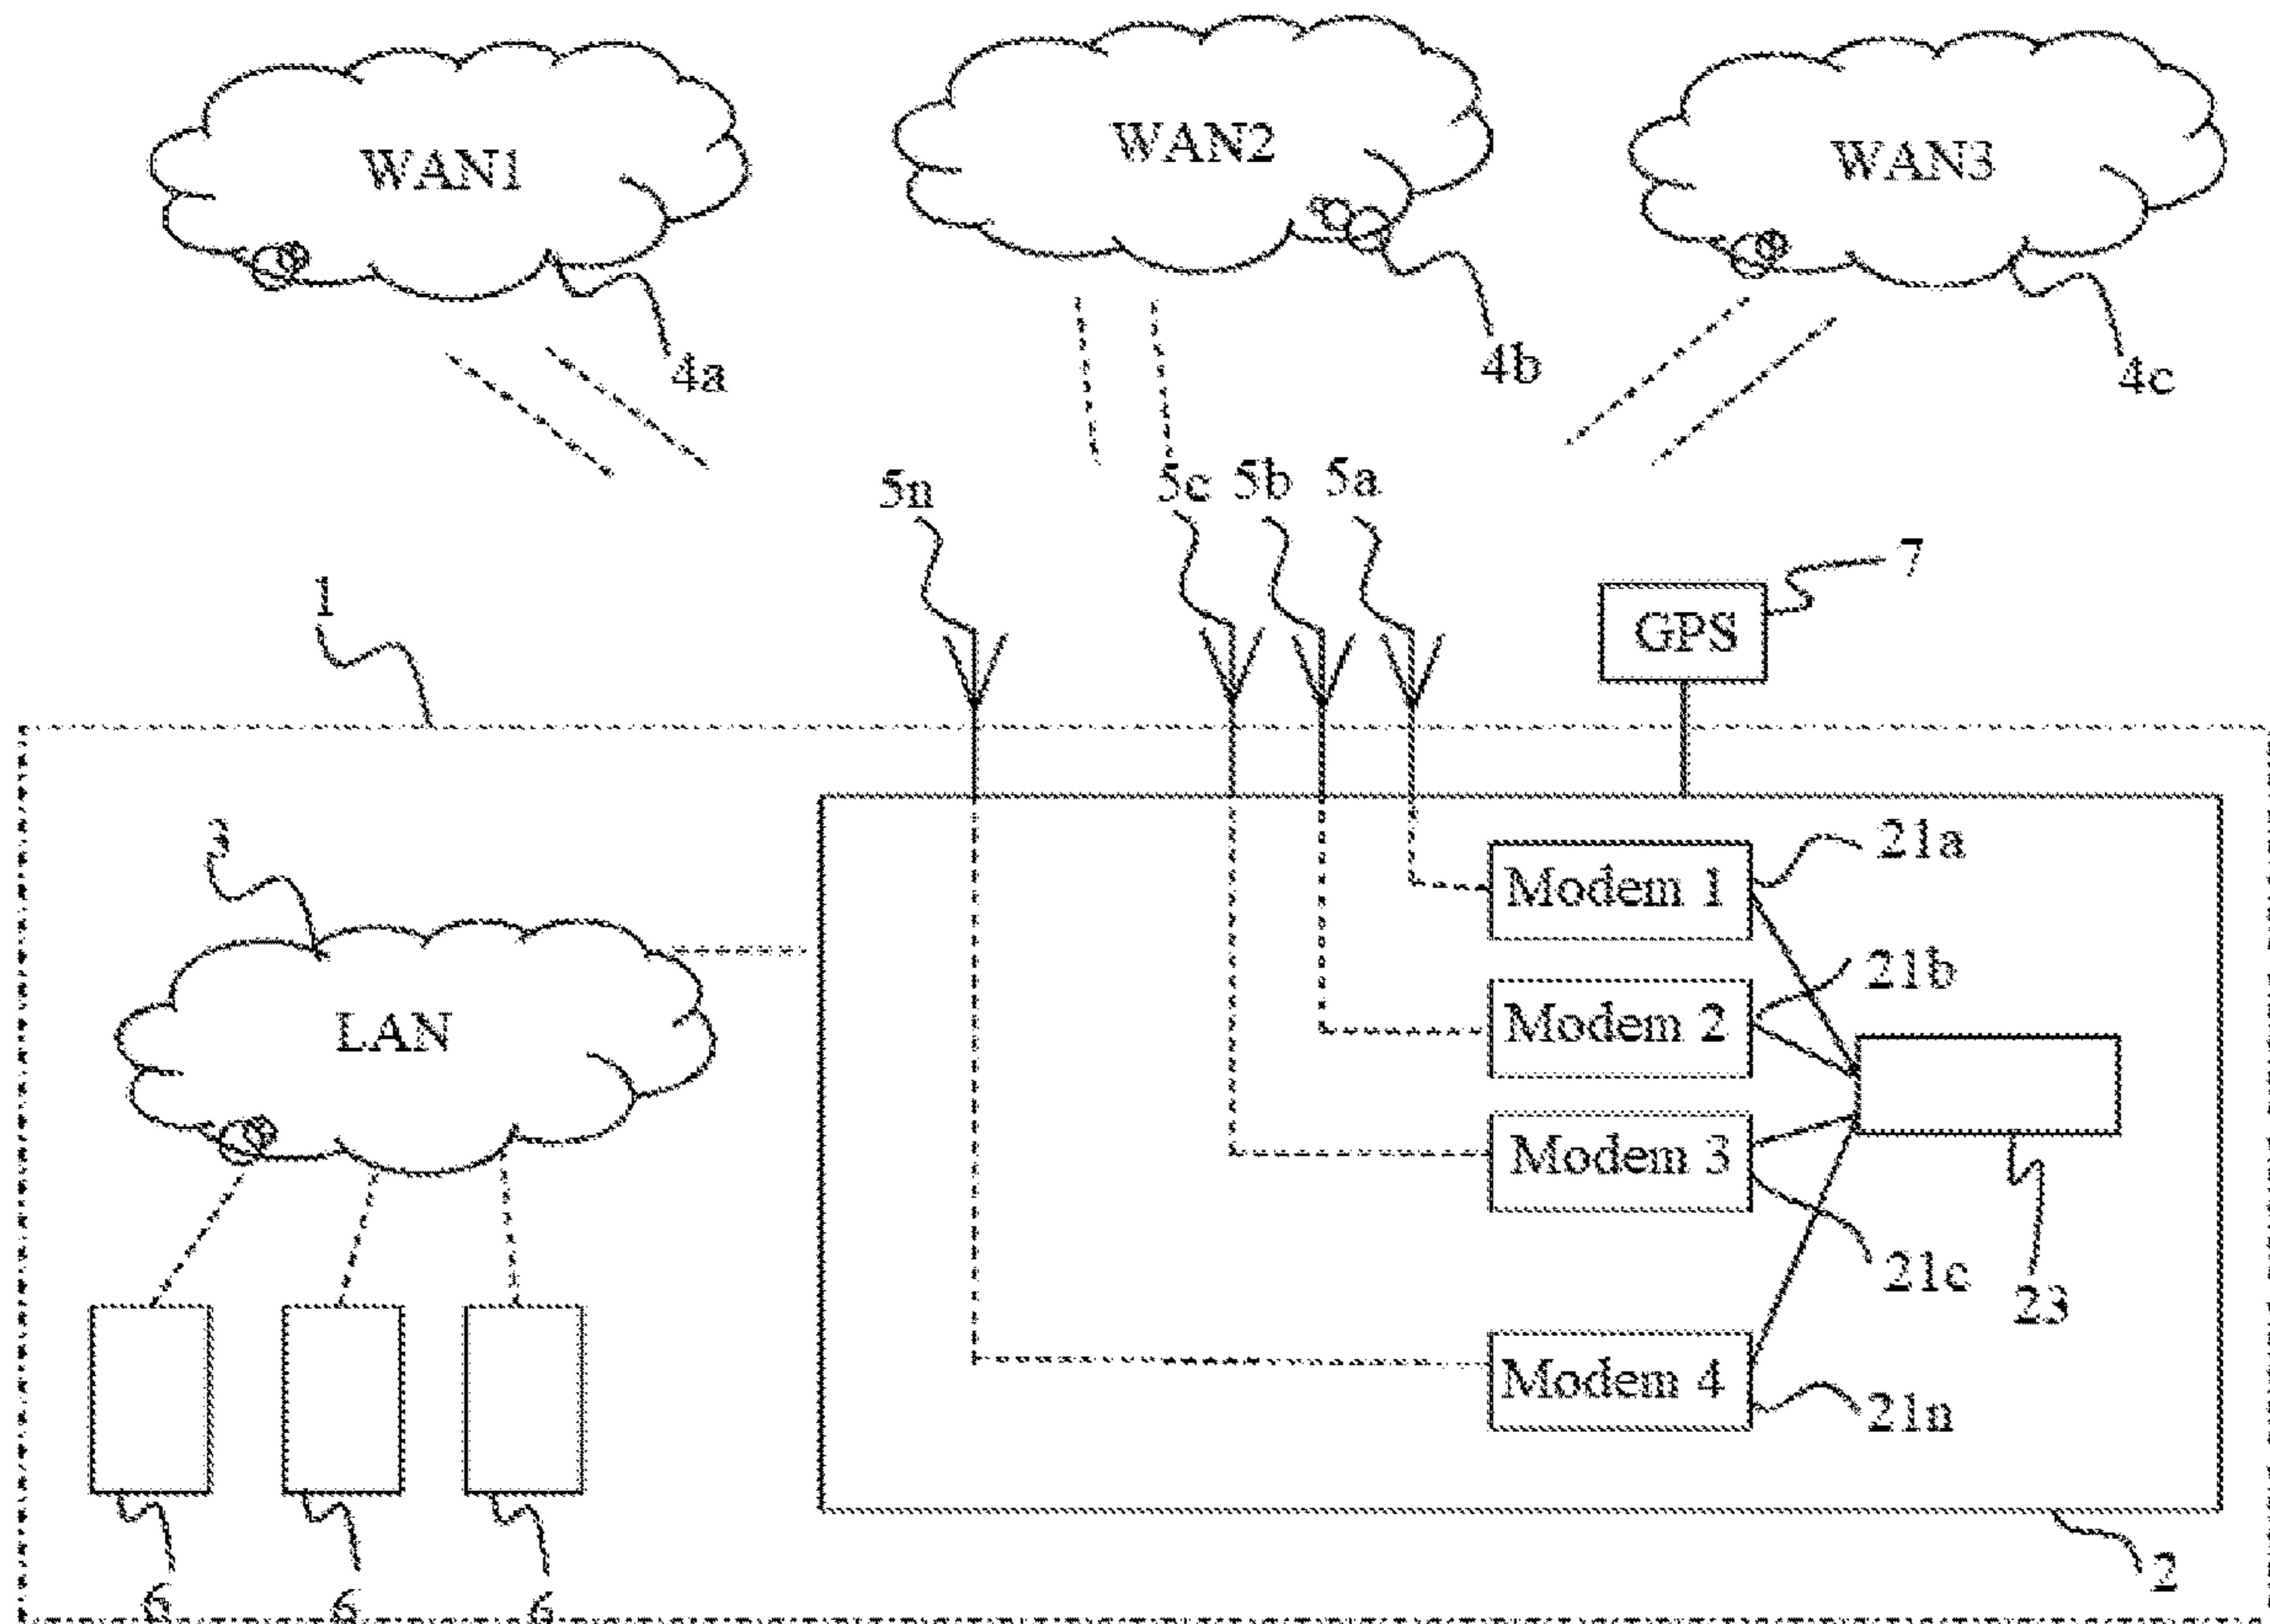 WAN1
WAN2
WAN3
4a
4b
4c
5n
5c
5b
5a
7
GPS
1
3
21a
Modem 1
21b
LAN
Modem 2
Modem 3
21c
23
Modem 4
21n
2
6
6
6